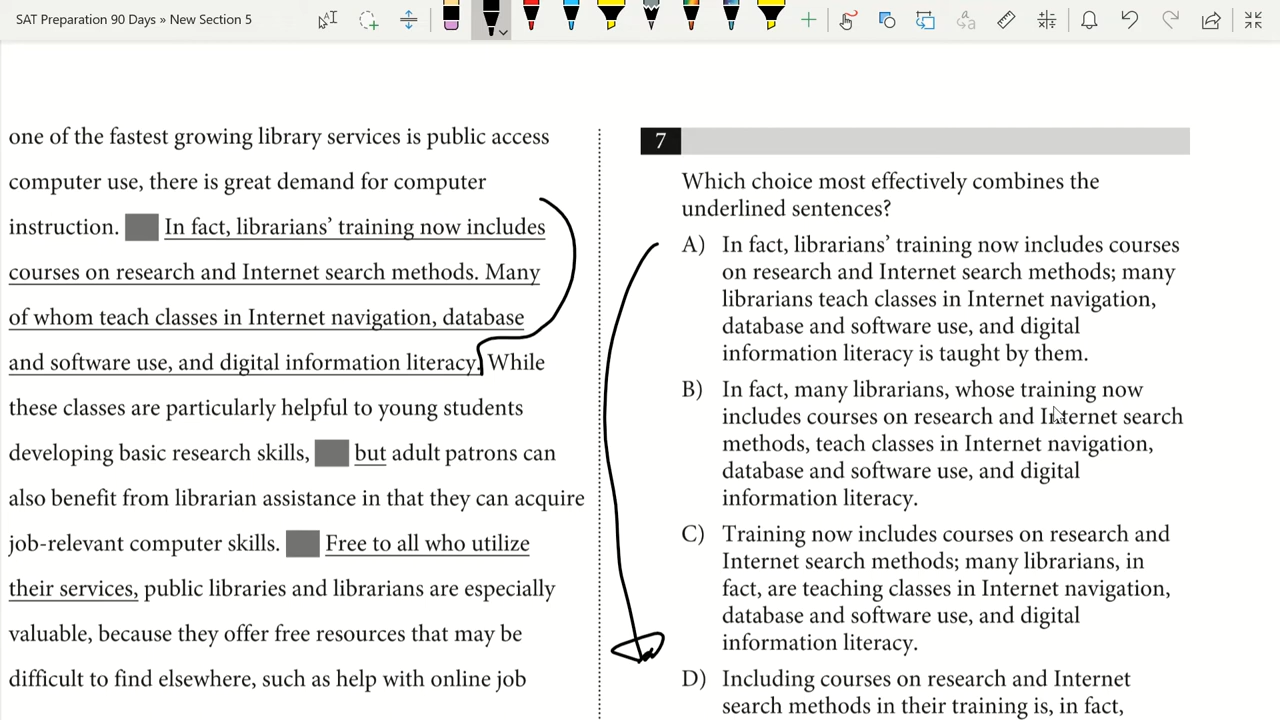 SAT Preparation 90 Days » New Section 5
one of the fastest growing library services is public access
computer use, there is great demand for computer
instruction. In fact, librarians’ training now includes
courses on research and Internet search methods. Many
of whom teach classes in Internet navigation, database
and software use, and digital information literacy. While
these classes are particularly helpful to young students
developing basic research skills, but adult patrons can
also benefit from librarian assistance in that they can acquire
job-relevant computer skills. Free to all who utilize
their services, public libraries and librarians are especially
valuable, because they offer free resources that may be
difficult to find elsewhere, such as help with online job
7
Which choice most effectively combines the
underlined sentences?
A) In fact, librarians’ training now includes courses
on research and Internet search methods; many
librarians teach classes in Internet navigation,
database and software use, and digital
information literacy is taught by them.
B) In fact, many librarians, whose training now
includes courses on research and Internet search
methods, teach classes in Internet navigation,
database and software use, and digital
information literacy.
C) Training now includes courses on research and
Internet search methods; many librarians, in
fact, are teaching classes in Internet navigation,
database and software use, and digital
information literacy.
D) Including courses on research and Internet
search methods in their training is, in fact,